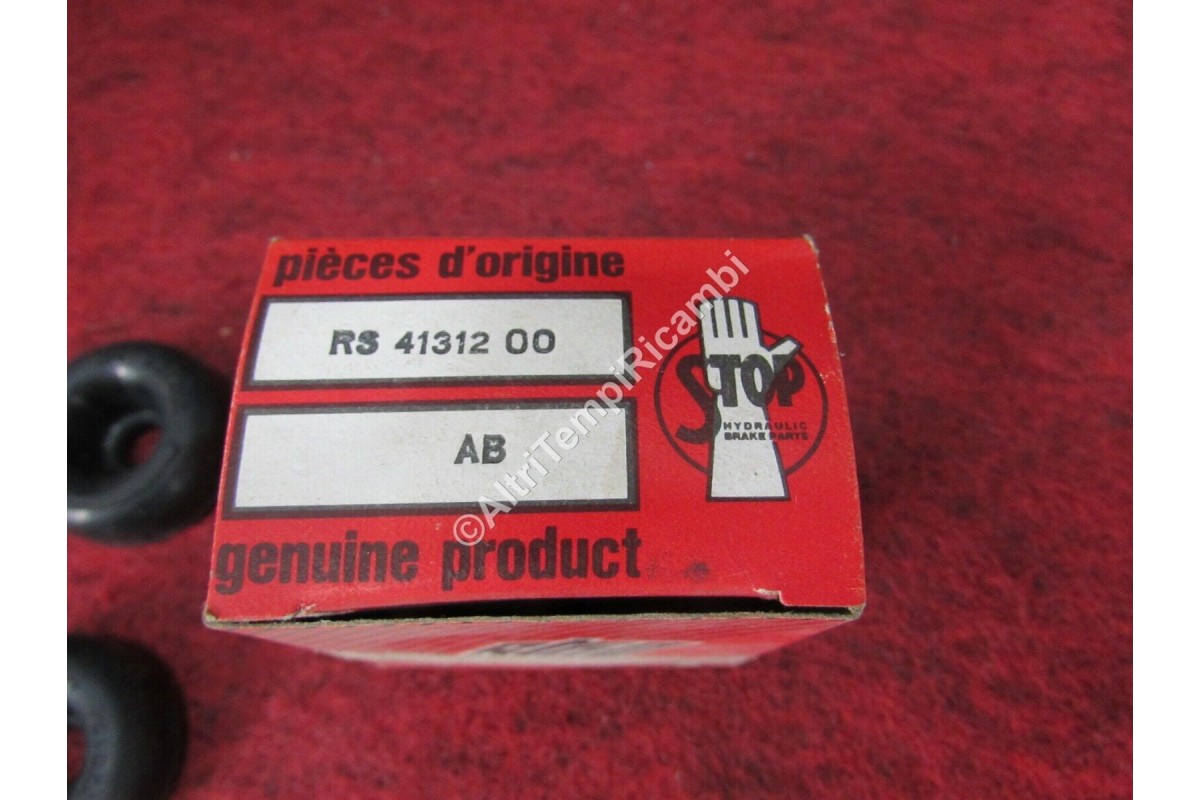 pièces d'origine
RS 41312 00
AB
genuine product
STOP
HYDRAULIC
BRAKE PARTS
©AltriTempiRicambi